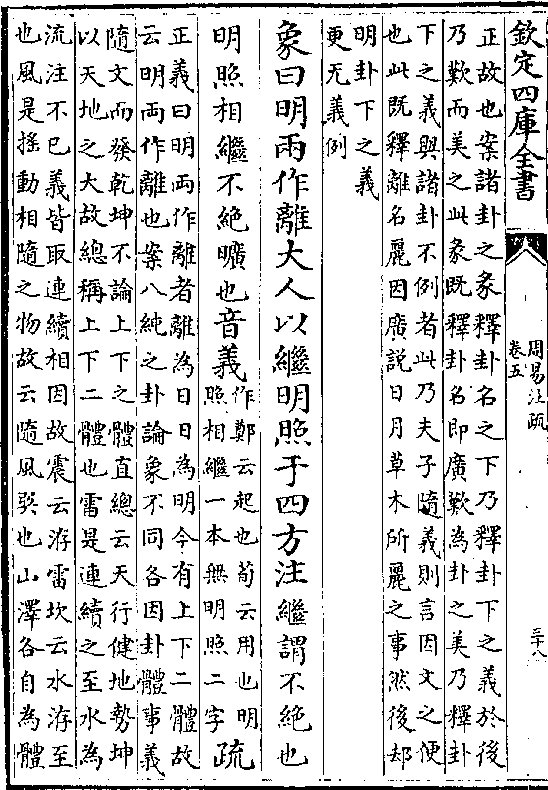 欽定四庫全書
周易注疏
卷五
三十八
正故也案諸卦之彖釋卦名之下乃釋卦下之義於後
乃歎而美之此彖既釋卦名即廣歎為卦之美乃釋卦
下之義與諸卦不例者此乃夫子隨義則言因文之便
也此既釋離名麗因廣説日月草木所麗之事然後却
明卦下之義
更无義例
象曰明兩作離大人以繼明照于四方注繼謂不絶也
明照相繼不絶曠也音義
作鄭云起也荀云用也明
照相繼一本無明照二字
疏
正義曰明兩作離者離為日日為明今有上下二體故
云明兩作離也案八純之卦論象不同各因卦體事義
隨文而發乾坤不論上下之體直總云天行健地勢坤
以天地之大故總稱上下二體也雷是連續之至水為
流注不已義皆取連續相因故震云洊雷坎云水洊至
也風是搖動相隨之物故云隨風巽也山澤各自為體